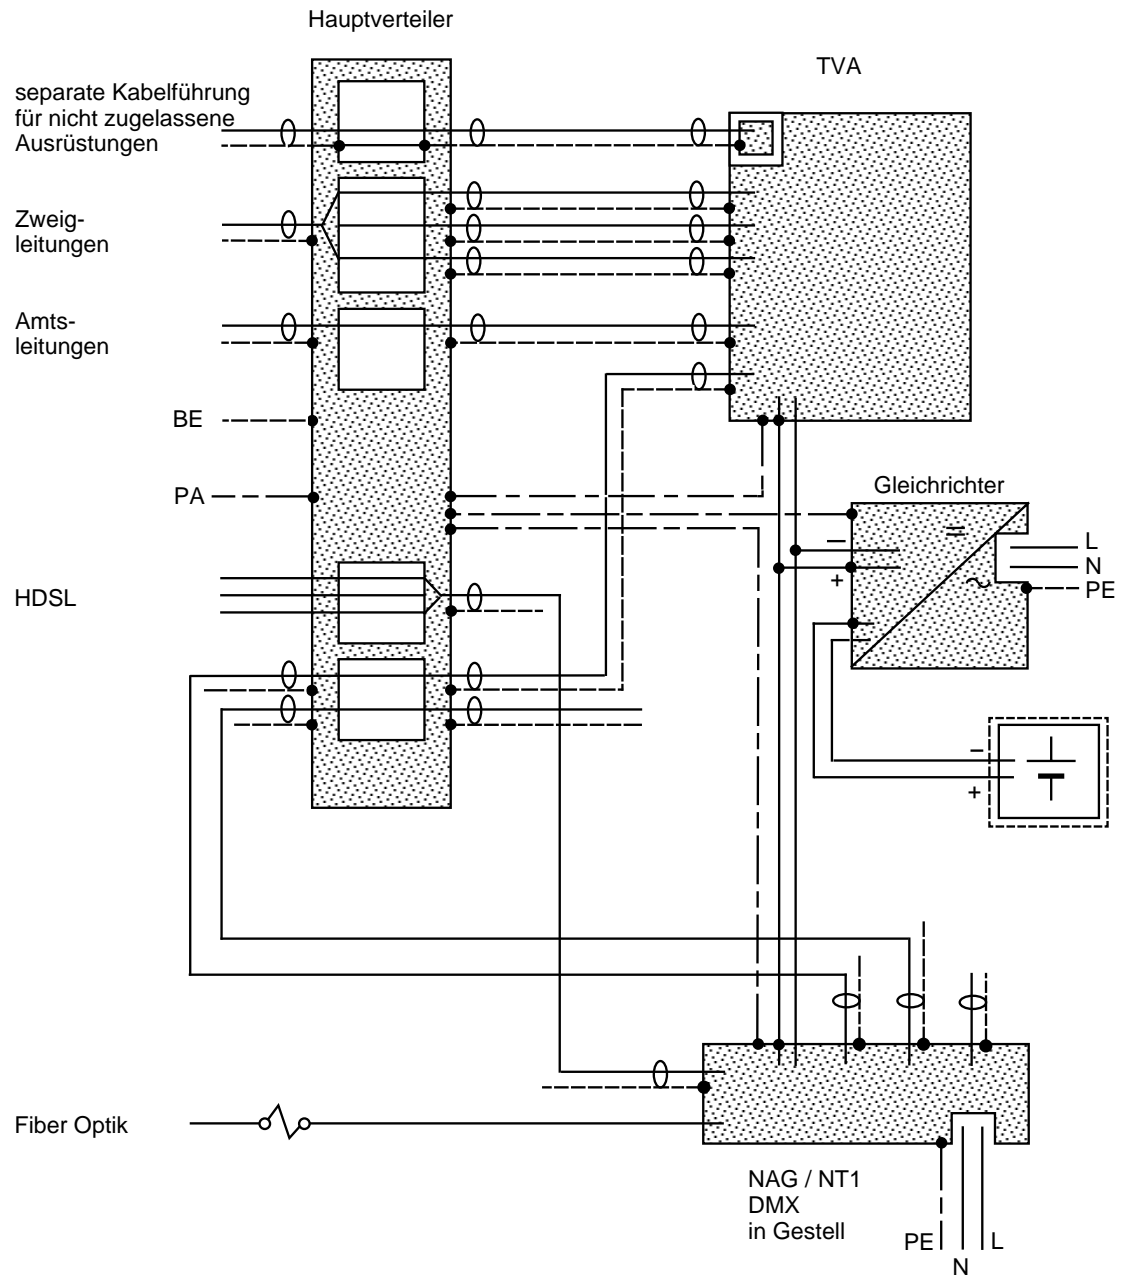 Hauptverteiler
TVA
separate Kabelführung
für nicht zugelassene
Ausrüstungen
Zweig-
leitungen
Amts-
leitungen
BE
PA
Gleichrichter
–
+
=
~
L
N
PE
HDSL
–
+
Fiber Optik
NAG / NT1
DMX
in Gestell
PE
N
L